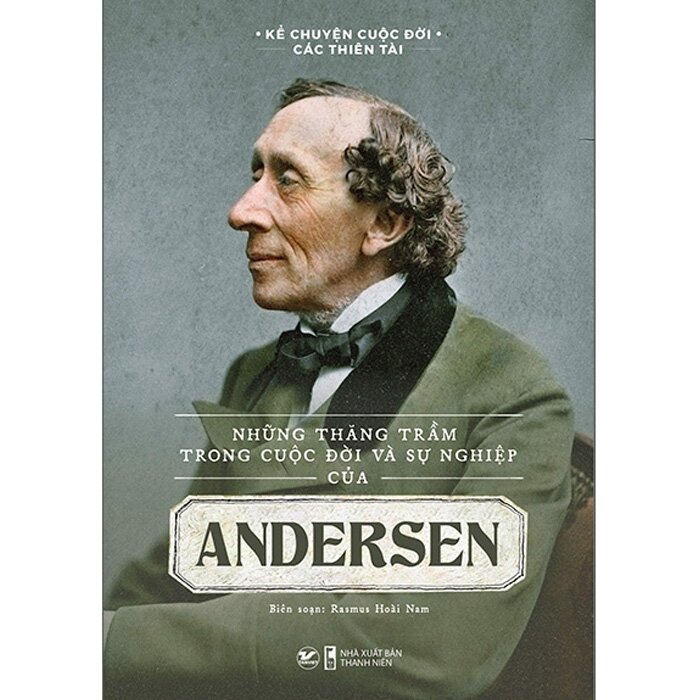 • KỂ CHUYỆN CUỘC ĐỜI •
CÁC THIÊN TÀI
NHỮNG THĂNG TRẦM
TRONG CUỘC ĐỜI VÀ SỰ NGHIỆP
CỦA
ANDERSEN
Biên soạn: Rasmus Hoài Nam
TANVIET
NHÀ XUẤT BẢN
THANH NIÊN